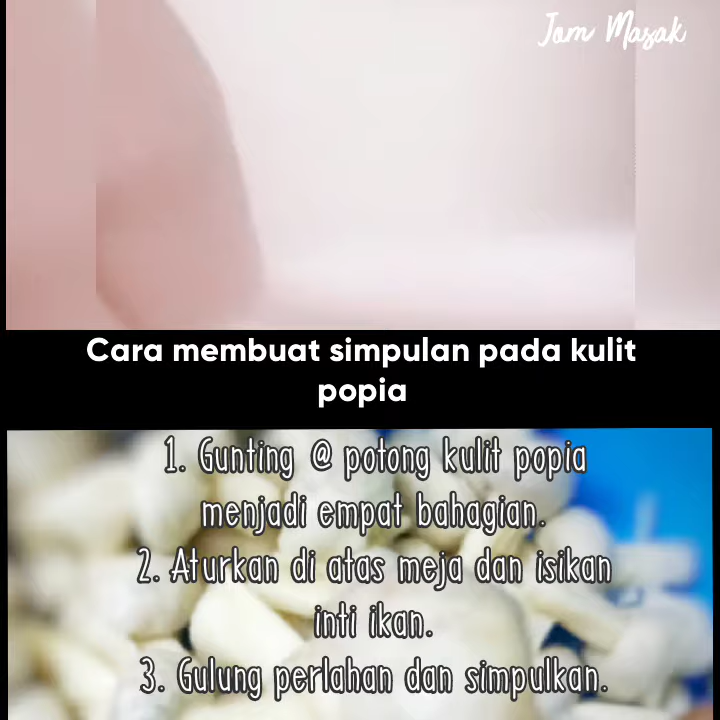 Jom Masak
Cara membuat simpulan pada kulit
popia
1. Gunting @ potong kulit popia
menjadi empat bahagian.
2. Aturkan di atas meja dan isikan
inti ikan.
3. Gulung perlahan dan simpulkan.